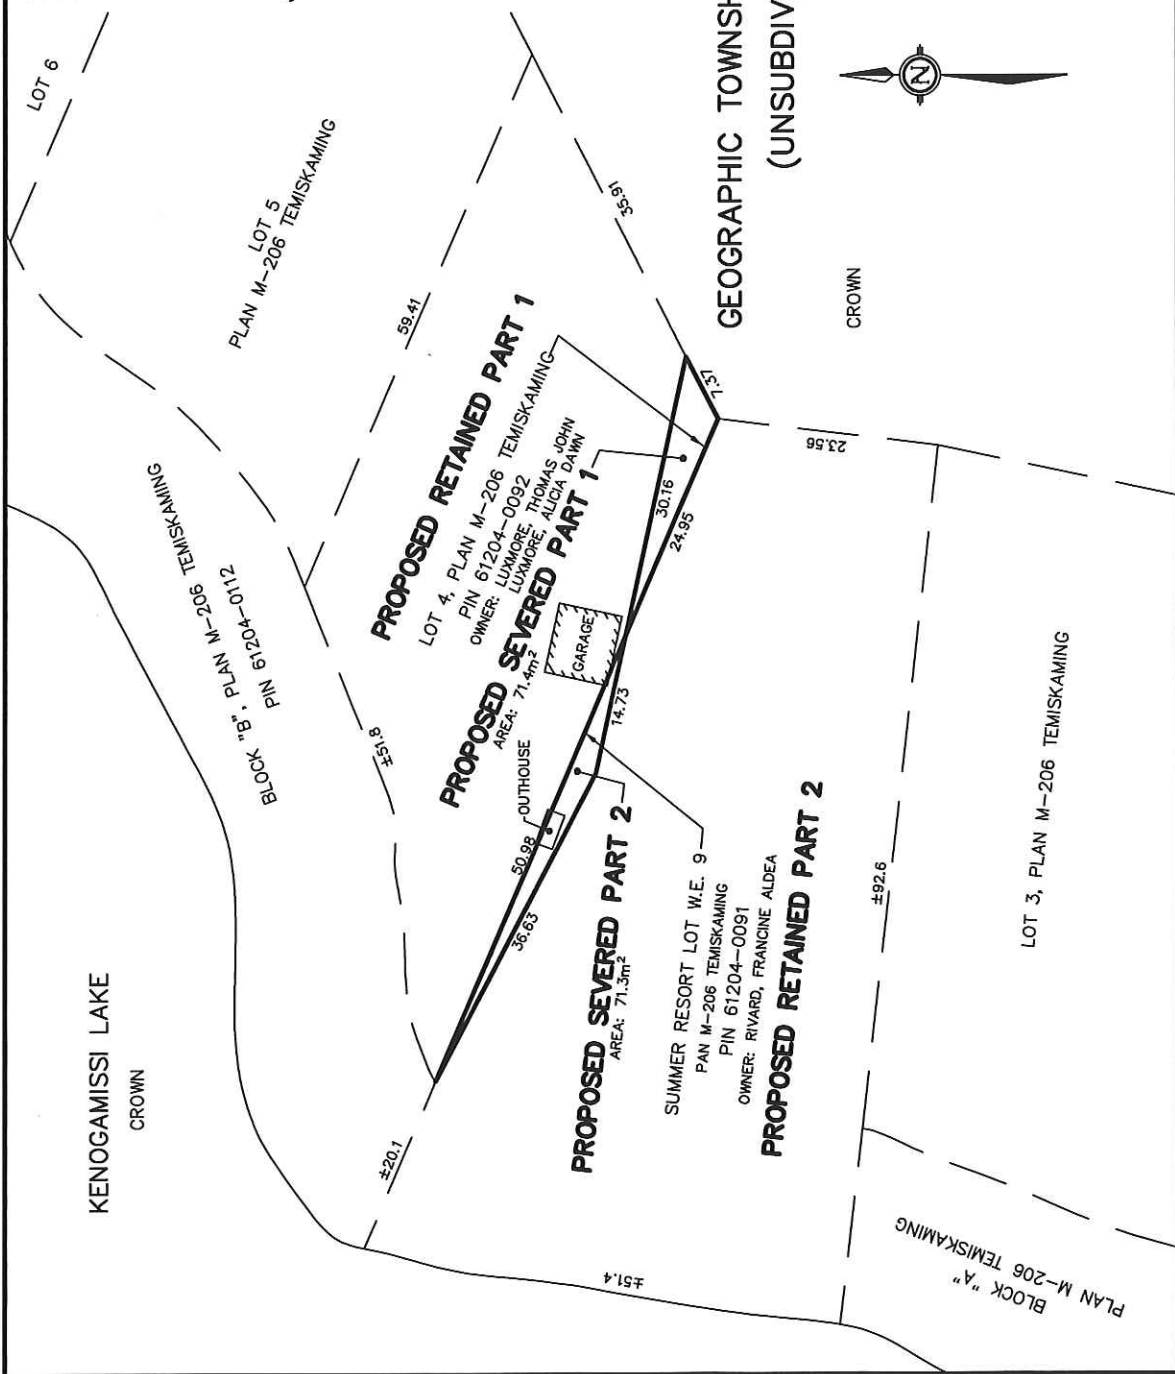 KENOGAMISSI LAKE
CROWN
BLOCK "B", PLAN M-206 TEMISKAMING
PIN 61204-0112
LOT 6
LOT 5
PLAN M-206 TEMISKAMING
59.41
35.91
±51.8
±20.1
±51.4
PROPOSED RETAINED PART 1
LOT 4, PLAN M-206 TEMISKAMING
PIN 61204-0092
OWNER: LUXMORE, THOMAS JOHN
LUXMORE, ALICIA DAWN
PROPOSED SEVERED PART 1
AREA: 71.4m²
OUTHOUSE
GARAGE
50.98
36.63
14.73
30.16
24.95
7.37
23.56
PROPOSED SEVERED PART 2
AREA: 71.3m²
SUMMER RESORT LOT W.E. 9
PAN M-206 TEMISKAMING
PIN 61204-0091
OWNER: RIVARD, FRANCINE ALDEA
PROPOSED RETAINED PART 2
±92.6
LOT 3, PLAN M-206 TEMISKAMING
BLOCK "A"
PLAN M-206 TEMISKAMING
GEOGRAPHIC TOWNSH
(UNSUBDIV
CROWN
N